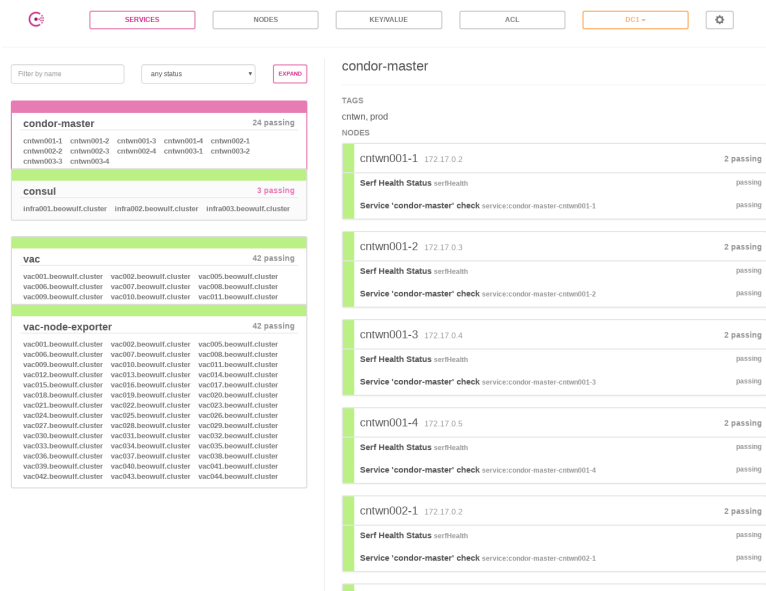 SERVICES NODES KEY/VALUE ACL DC1
Filter by name any status EXPAND
condor-master 24 passing
cntwn001-1 cntwn001-2 cntwn001-3 cntwn001-4 cntwn002-1
cntwn002-2 cntwn002-3 cntwn002-4 cntwn003-1 cntwn003-2
cntwn003-3 cntwn003-4
consul 3 passing
infra001.beowulf.cluster infra002.beowulf.cluster infra003.beowulf.cluster
vac 42 passing
vac001.beowulf.cluster vac002.beowulf.cluster vac005.beowulf.cluster
vac006.beowulf.cluster vac007.beowulf.cluster vac008.beowulf.cluster
vac009.beowulf.cluster vac010.beowulf.cluster vac011.beowulf.cluster
vac-node-exporter 42 passing
vac001.beowulf.cluster vac002.beowulf.cluster vac005.beowulf.cluster
vac006.beowulf.cluster vac007.beowulf.cluster vac008.beowulf.cluster
vac009.beowulf.cluster vac010.beowulf.cluster vac011.beowulf.cluster
vac012.beowulf.cluster vac013.beowulf.cluster vac014.beowulf.cluster
vac015.beowulf.cluster vac016.beowulf.cluster vac017.beowulf.cluster
vac018.beowulf.cluster vac019.beowulf.cluster vac020.beowulf.cluster
vac021.beowulf.cluster vac022.beowulf.cluster vac023.beowulf.cluster
vac024.beowulf.cluster vac025.beowulf.cluster vac026.beowulf.cluster
vac027.beowulf.cluster vac028.beowulf.cluster vac029.beowulf.cluster
vac030.beowulf.cluster vac031.beowulf.cluster vac032.beowulf.cluster
vac033.beowulf.cluster vac034.beowulf.cluster vac035.beowulf.cluster
vac036.beowulf.cluster vac037.beowulf.cluster vac038.beowulf.cluster
vac039.beowulf.cluster vac040.beowulf.cluster vac041.beowulf.cluster
vac042.beowulf.cluster vac043.beowulf.cluster vac044.beowulf.cluster
condor-master
TAGS
cntwn, prod
NODES
cntwn001-1 172.17.0.2 2 passing
Serf Health Status serfHealth passing
Service 'condor-master' check service:condor-master-cntwn001-1 passing
cntwn001-2 172.17.0.3 2 passing
Serf Health Status serfHealth passing
Service 'condor-master' check service:condor-master-cntwn001-2 passing
cntwn001-3 172.17.0.4 2 passing
Serf Health Status serfHealth passing
Service 'condor-master' check service:condor-master-cntwn001-3 passing
cntwn001-4 172.17.0.5 2 passing
Serf Health Status serfHealth passing
Service 'condor-master' check service:condor-master-cntwn001-4 passing
cntwn002-1 172.17.0.2 2 passing
Serf Health Status serfHealth passing
Service 'condor-master' check service:condor-master-cntwn002-1 passing